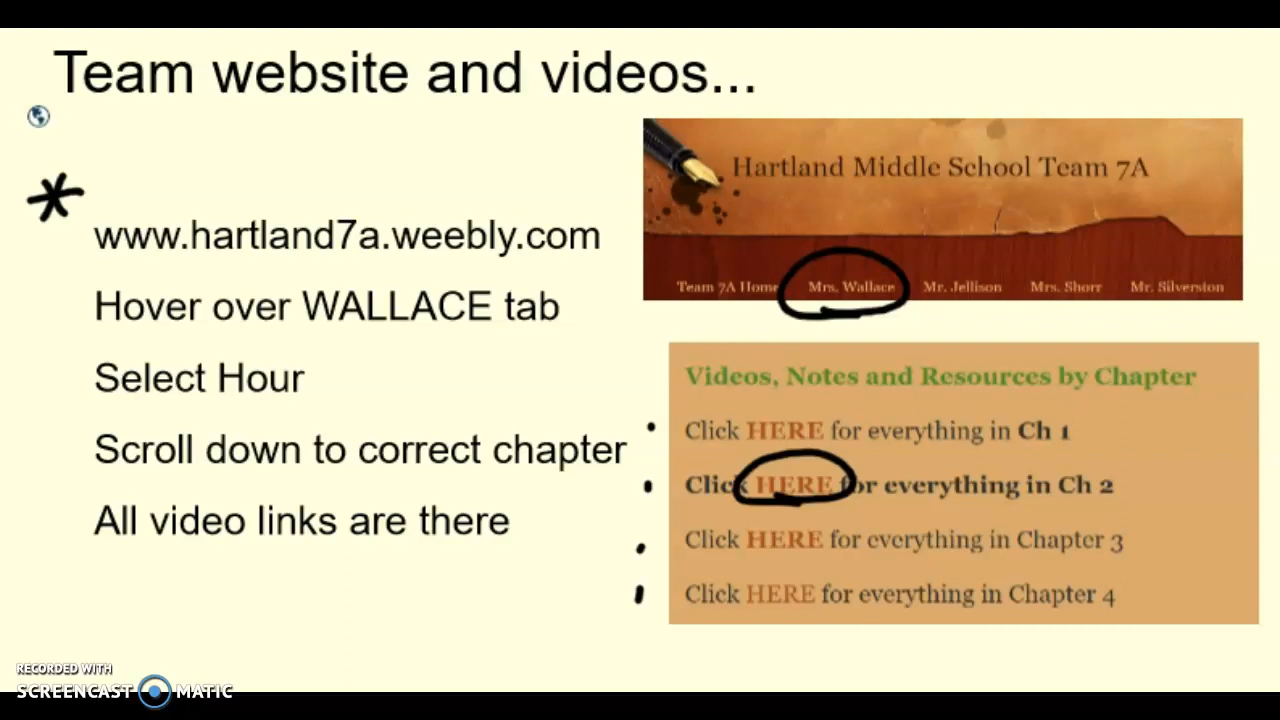 Team website and videos...
www.hartland7a.weebly.com
Hover over WALLACE tab
Select Hour
Scroll down to correct chapter
All video links are there
Hartland Middle School Team 7A
Team 7A Home Mrs. Wallace Mr. Jellison Mrs. Shorr Mr. Silverston
Videos, Notes and Resources by Chapter
Click HERE for everything in Ch 1
Click HERE for everything in Ch 2
Click HERE for everything in Chapter 3
Click HERE for everything in Chapter 4
RECORDED WITH
SCREENCAST MATIC